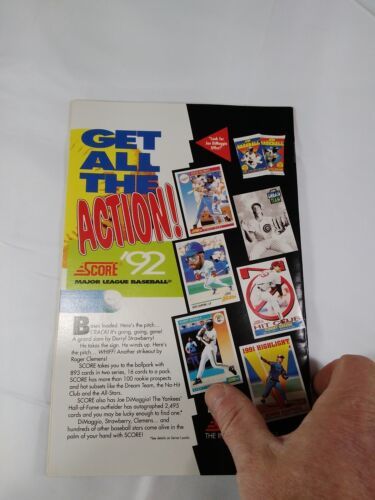 GET
ALL
THE
ACTION!
SCORE '92
MAJOR LEAGUE BASEBALL®
Bases loaded. Here's the pitch...
CRACK! It's going, going, gone!
A grand slam by Darryl Strawberry!
He takes the sign. He winds up. Here's
the pitch . . . WHIFF! Another strikeout by
Roger Clemens!
SCORE takes you to the ballpark with
893 cards in two series, 16 cards to a pack.
SCORE has more than 100 rookie prospects
and hot subsets like the Dream Team, the No-Hit
Club and the All-Stars.
SCORE also has Joe DiMaggio! The Yankees'
Hall-of-Fame outfielder has autographed 2,495
cards and you may be lucky enough to find one.*
DiMaggio, Strawberry, Clemens... and
hundreds of other baseball stars come alive in the
palm of your hand with SCORE!
"Look for
Joe DiMaggio
Offer!"
BASEBALL
BASEBALL
1991 HIGHLIGHT
THE